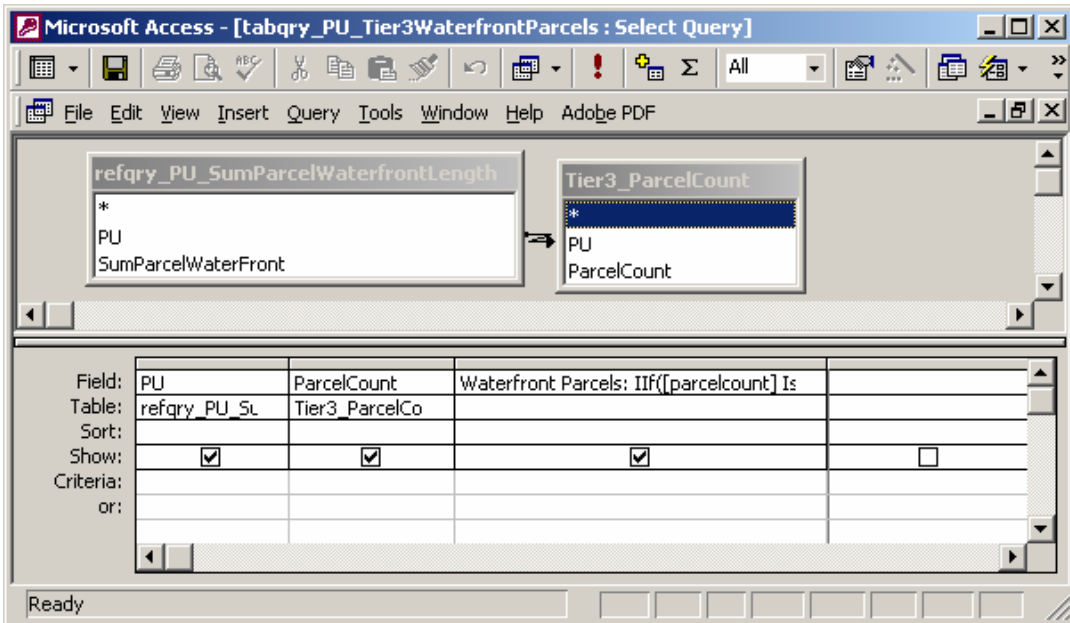 Microsoft Access - [tabqry_PU_Tier3WaterfrontParcels : Select Query]
ABC
All
File Edit View Insert Query Tools Window Help Adobe PDF
refqry_PU_SumParcelWaterfrontLength
*
PU
SumParcelWaterFront
Tier3_ParcelCount
*
PU
ParcelCount
Field: PU ParcelCount Waterfront Parcels: IIf([parcelcount] Is
Table: refqry_PU_Su Tier3_ParcelCo
Sort:
Show:
Criteria:
or:
Ready